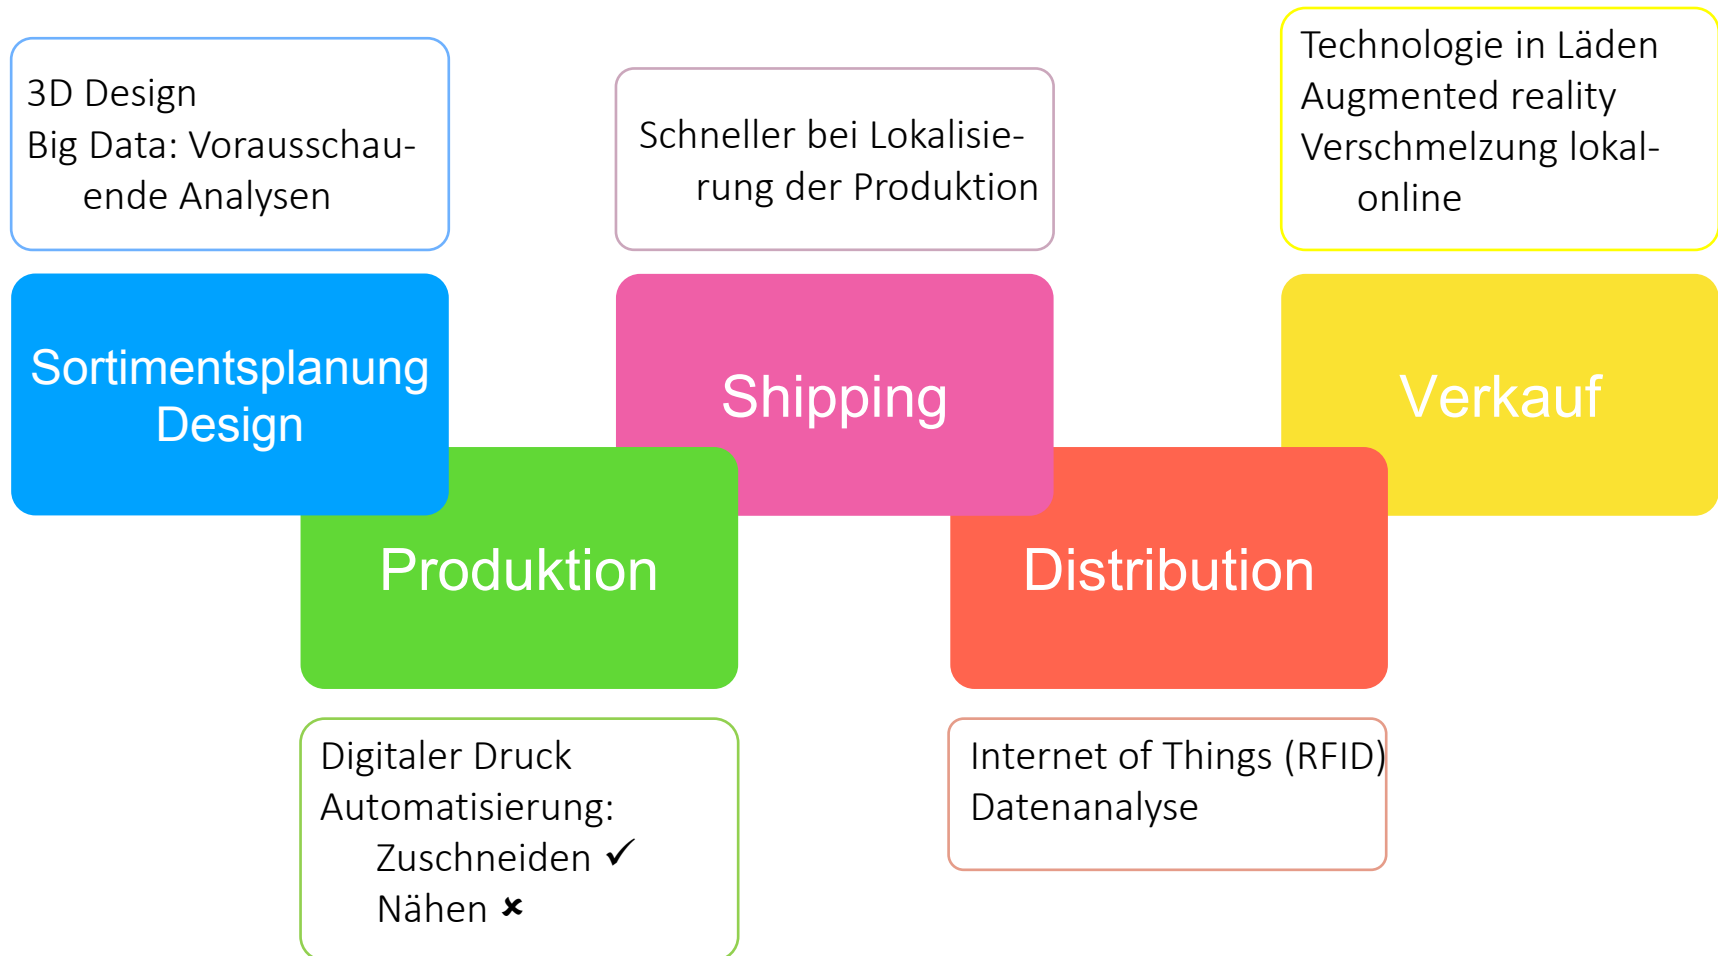 3D Design
Big Data: Vorausschau-
ende Analysen
Sortimentsplanung
Design
Digitaler Druck
Automatisierung:
Zuschneiden ✓
Nähen ✘
Produktion
Schneller bei Lokalisie-
rung der Produktion
Shipping
Distribution
Internet of Things (RFID)
Datenanalyse
Technologie in Läden
Augmented reality
Verschmelzung lokal-
online
Verkauf